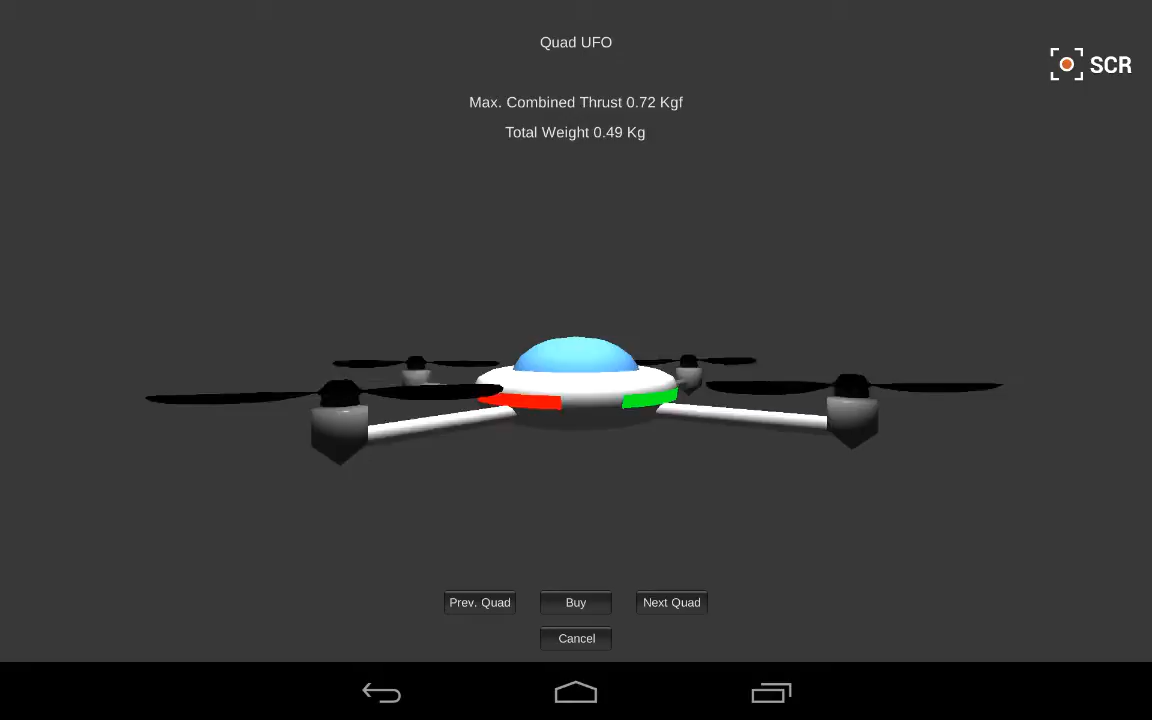 Quad UFO
SCR
Max. Combined Thrust 0.72 Kgf
Total Weight 0.49 Kg
Prev. Quad
Buy
Next Quad
Cancel